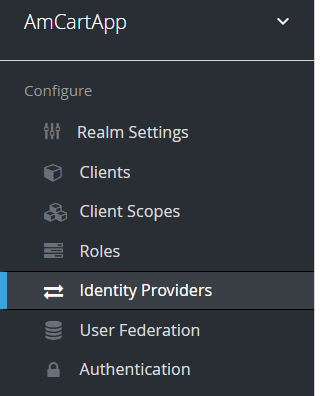 AmCartApp
Configure
Realm Settings
Clients
Client Scopes
Roles
Identity Providers
User Federation
Authentication